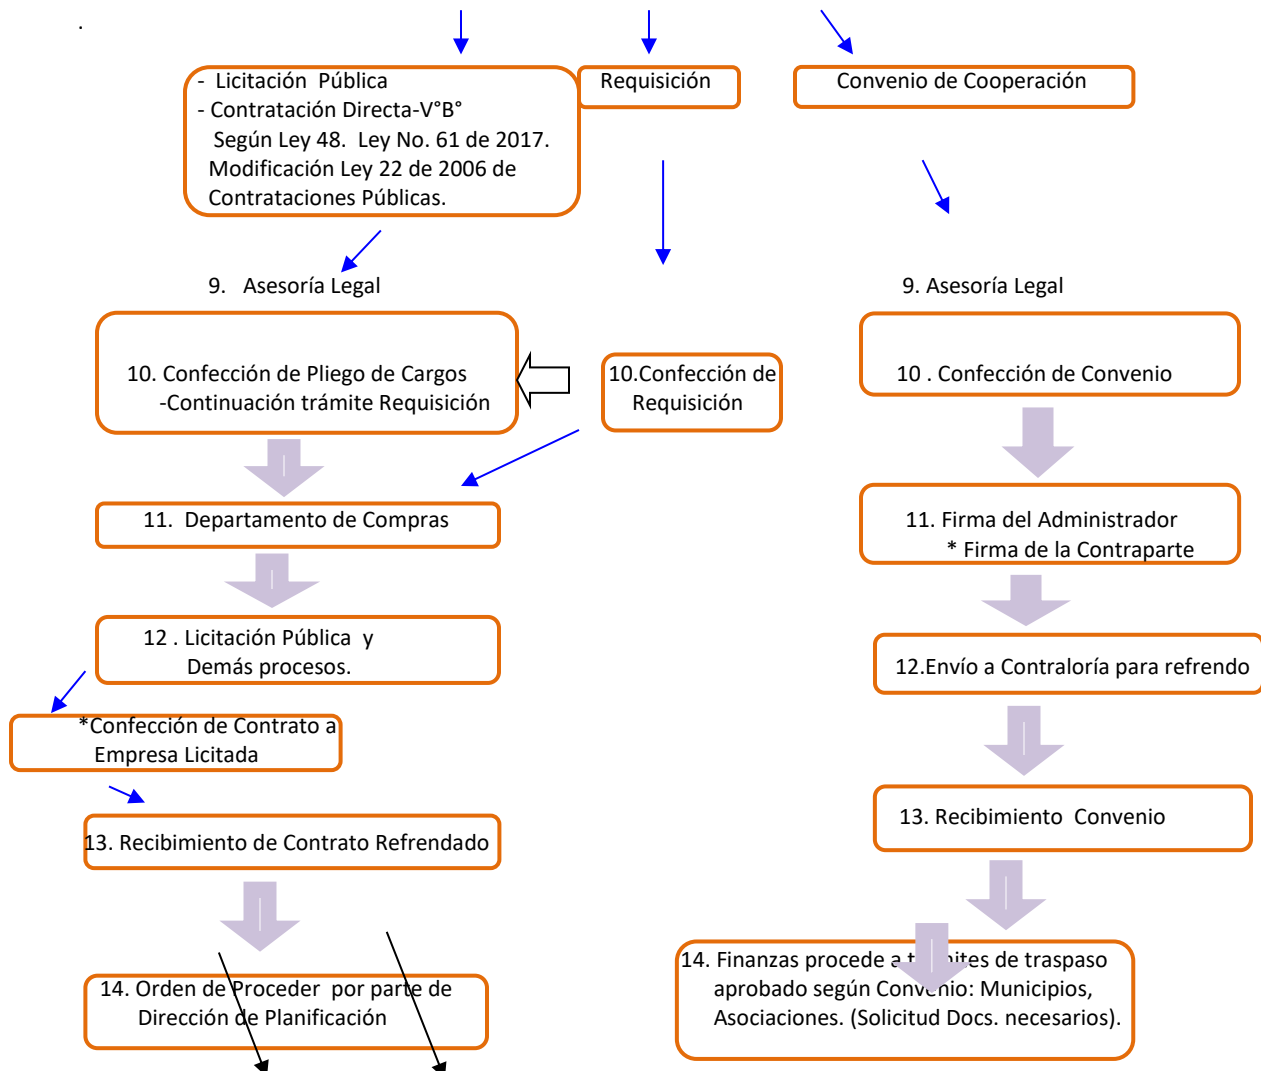 .
- Licitación Pública
- Contratación Directa-V°B°
Según Ley 48. Ley No. 61 de 2017.
Modificación Ley 22 de 2006 de
Contrataciones Públicas.
Requisición
Convenio de Cooperación
9. Asesoría Legal
9. Asesoría Legal
10. Confección de Pliego de Cargos
-Continuación trámite Requisición
10.Confección de
Requisición
10 . Confección de Convenio
11. Departamento de Compras
11. Firma del Administrador
* Firma de la Contraparte
12 . Licitación Pública y
Demás procesos.
12.Envío a Contraloría para refrendo
*Confección de Contrato a
Empresa Licitada
13. Recibimiento de Contrato Refrendado
13. Recibimiento Convenio
14. Orden de Proceder por parte de
Dirección de Planificación
14. Finanzas procede a trámites de traspaso
aprobado según Convenio: Municipios,
Asociaciones. (Solicitud Docs. necesarios).